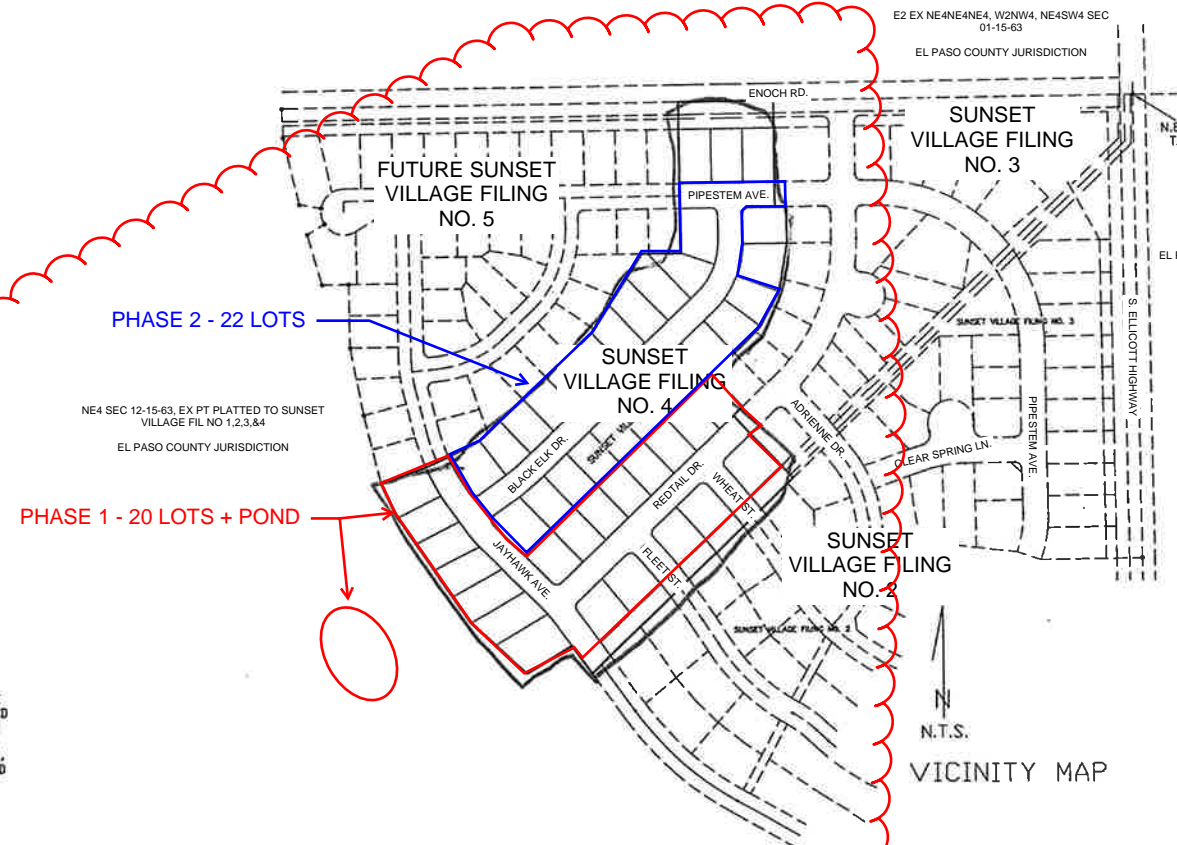 E2 EX NE4NE4NE4, W2NW4, NE4SW4 SEC
01-15-63
EL PASO COUNTY JURISDICTION
ENOCH RD.
SUNSET
VILLAGE FILING
NO. 3
FUTURE SUNSET
VILLAGE FILING
NO. 5
PIPESTEM AVE.
PHASE 2 - 22 LOTS
SUNSET VILLAGE FILING NO. 3
S. ELLICOTT HIGHWAY
SUNSET
VILLAGE FILING
NO. 4
NE4 SEC 12-15-63, EX PT PLATTED TO SUNSET
VILLAGE FIL NO 1,2,3,&4
EL PASO COUNTY JURISDICTION
ADRIENNE DR.
PIPESTEM AVE.
BLACK ELK DR.
CLEAR SPRING LN.
REDTAIL DR.
WHEAT ST.
PHASE 1 - 20 LOTS + POND
JAYHAWK AVE.
FLEET ST.
SUNSET
VILLAGE FILING
NO. 2
SUNSET VILLAGE FILING NO. 2
N
N.T.S.
VICINITY MAP